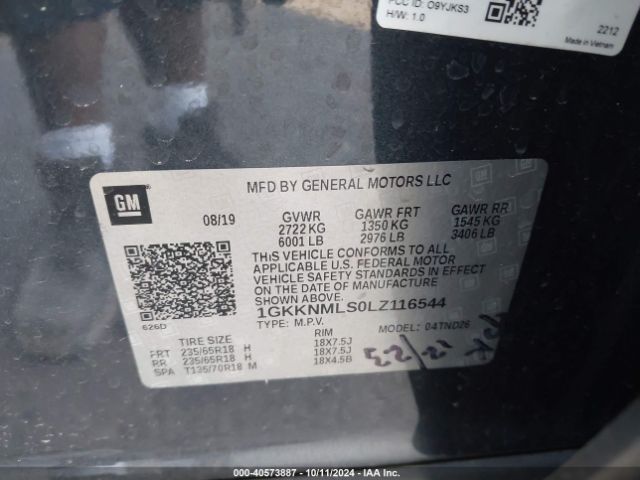 FCC ID: O9YJKS3
H/W: 1.0
2212
Made in Vietnam
GM
MFD BY GENERAL MOTORS LLC
08/19 GVWR GAWR FRT GAWR RR
2722 KG 1350 KG 1545 KG
6001 LB 2976 LB 3406 LB
THIS VEHICLE CONFORMS TO ALL
APPLICABLE U.S. FEDERAL MOTOR
VEHICLE SAFETY STANDARDS IN EFFECT
ON THE DATE OF MANUFACTURE
SHOWN ABOVE.
1GKKNMLS0LZ116544
626D TYPE: M.P.V. MODEL: 04TND26
TIRE SIZE RIM
FRT 235/65R18 H 18X7.5J
RR 235/65R18 H 18X7.5J
SPA T135/70R18 M 18X4.5B
000-40573887 - 10/11/2024 - IAAI.COM